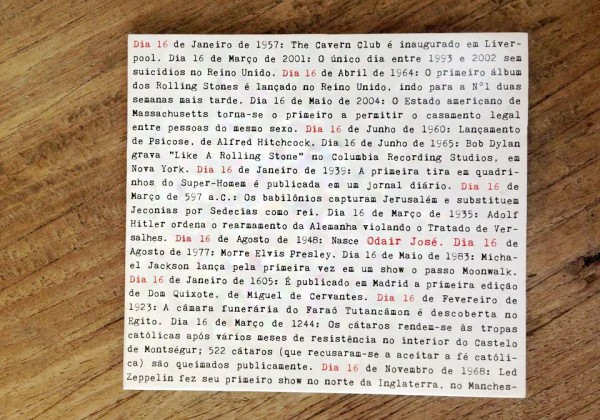 Dia 16 de Janeiro de 1957: The Cavern Club é inaugurado em Liver-
pool. Dia 16 de Março de 2001: O único dia entre 1993 e 2002 sem
suicídios no Reino Unido. Dia 16 de Abril de 1964: O primeiro álbum
dos Rolling Stones é lançado no Reino Unido, indo para a Nº1 duas
semanas mais tarde. Dia 16 de Maio de 2004: O Estado americano de
Massachusetts torna-se o primeiro a permitir o casamento legal
entre pessoas do mesmo sexo. Dia 16 de Junho de 1960: Lançamento
de Psicose, de Alfred Hitchcock. Dia 16 de Junho de 1965: Bob Dylan
grava "Like A Rolling Stone" no Columbia Recording Studios, em
Nova York. Dia 16 de Janeiro de 1939: A primeira tira em quadri-
nhos do Super-Homem é publicada em um jornal diário. Dia 16 de
Março de 597 a.C.: Os babilônios capturam Jerusalém e substituem
Jeconias por Sedecias como rei. Dia 16 de Março de 1935: Adolf
Hitler ordena o rearmamento da Alemanha violando o Tratado de Ver-
salhes. Dia 16 de Agosto de 1948: Nasce Odair José. Dia 16 de
Agosto de 1977: Morre Elvis Presley. Dia 16 de Maio de 1983: Micha-
el Jackson lança pela primeira vez em um show o passo Moonwalk.
Dia 16 de Janeiro de 1605: É publicado em Madrid a primeira edição
de Dom Quixote, de Miguel de Cervantes. Dia 16 de Fevereiro de
1923: A câmara funerária do Faraó Tutancâmon é descoberta no
Egito. Dia 16 de Março de 1244: Os cátaros rendem-se às tropas
católicas após vários meses de resistência no interior do Castelo
de Montségur; 522 cátaros (que recusaram-se a aceitar a fé católi-
ca) são queimados publicamente. Dia 16 de Novembro de 1968: Led
Zeppelin fez seu primeiro show no norte da Inglaterra, no Manches-